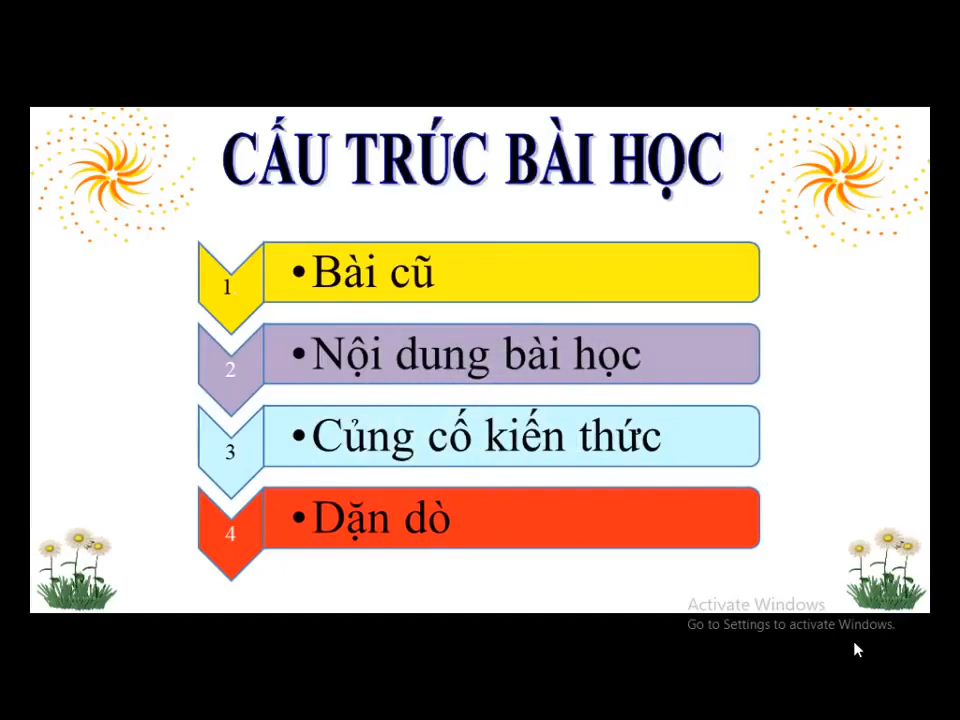 CẤU TRÚC BÀI HỌC
1
•Bài cũ
2
•Nội dung bài học
3
•Củng cố kiến thức
4
•Dặn dò
Activate Windows
Go to Settings to activate Windows.